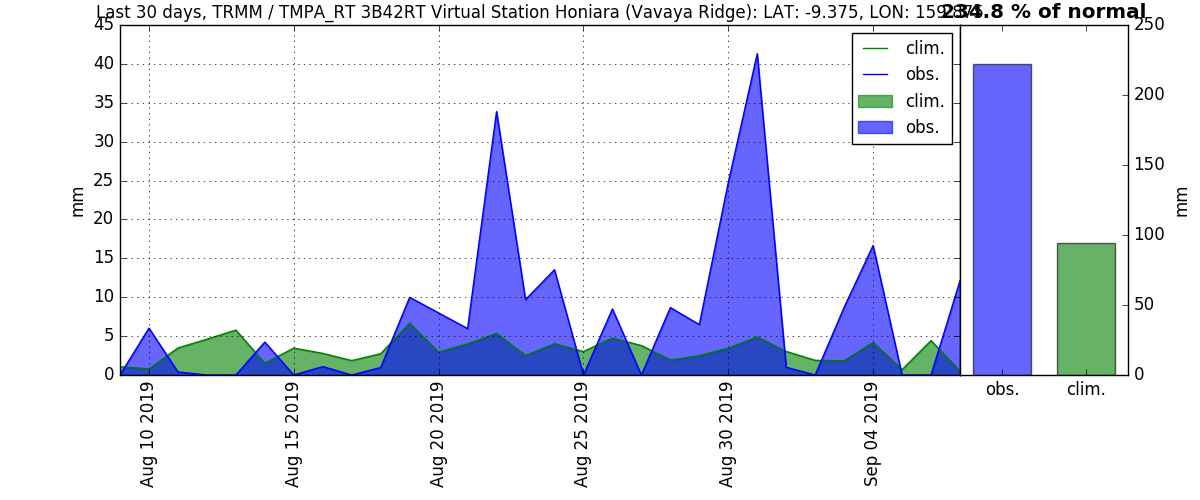 Last 30 days, TRMM / TMPA_RT 3B42RT Virtual Station Honiara (Vavaya Ridge): LAT: -9.375, LON:
234.8 % of normal
45
40
35
30
25
20
15
10
5
0
mm
clim.
obs.
clim.
obs.
250
200
150
100
50
0
mm
Aug 10 2019
Aug 15 2019
Aug 20 2019
Aug 25 2019
Aug 30 2019
Sep 04 2019
obs.
clim.